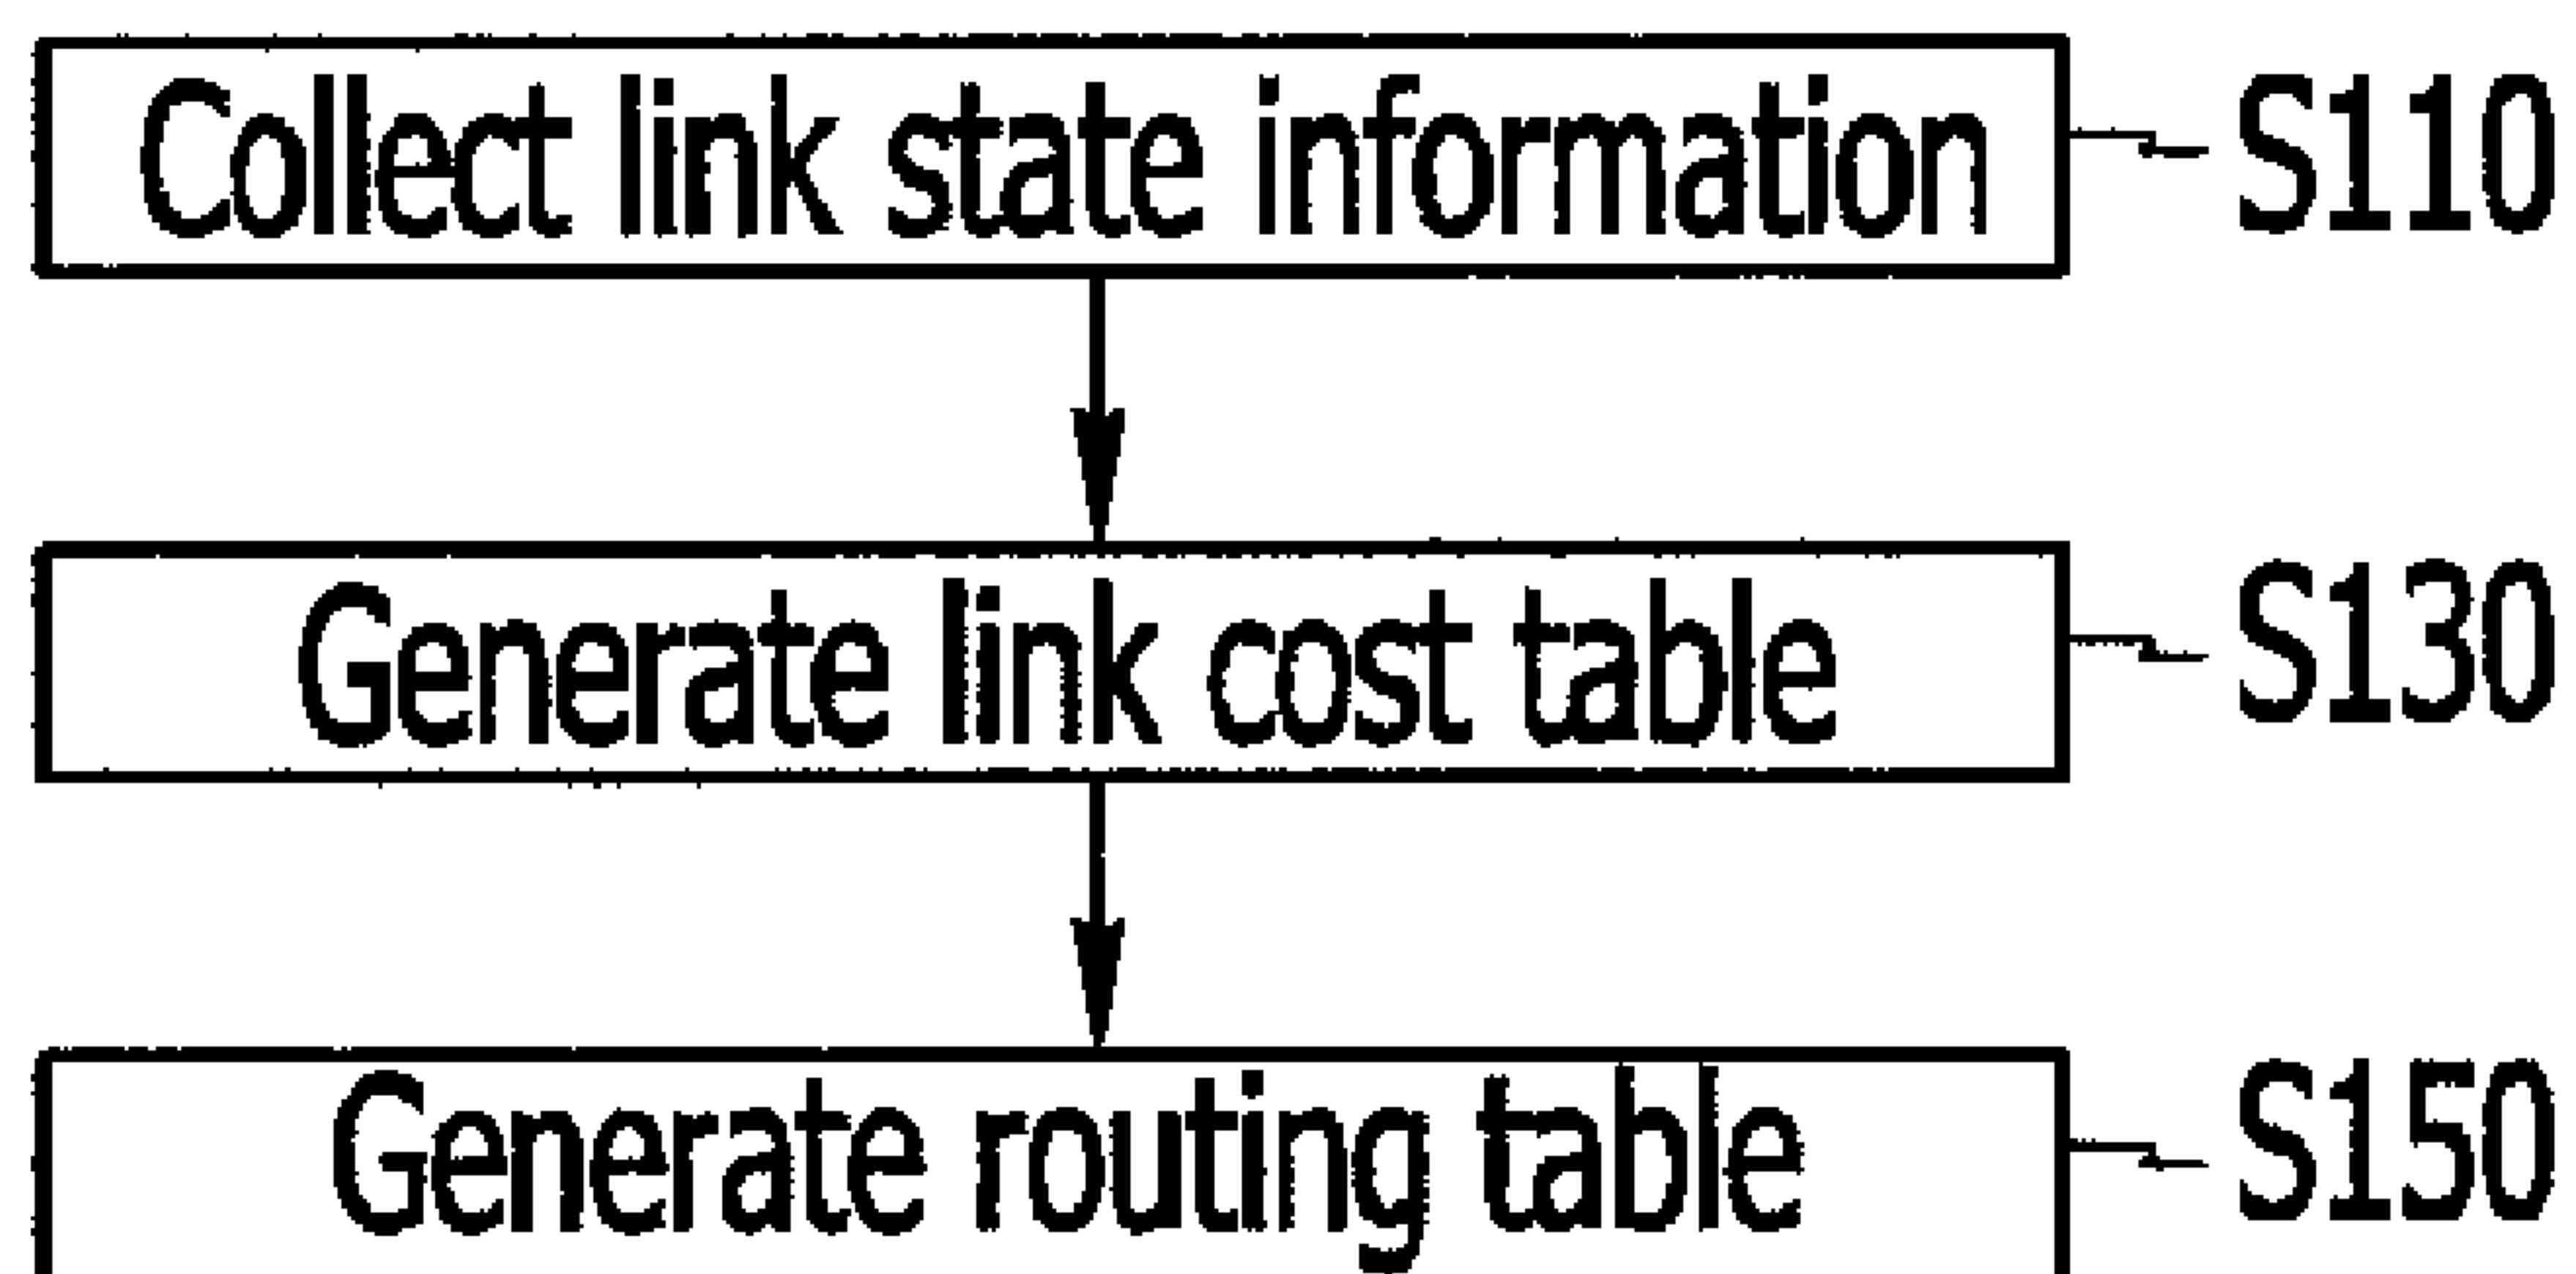 Collect link state information S110
Generate link cost table S130
Generate routing table S150